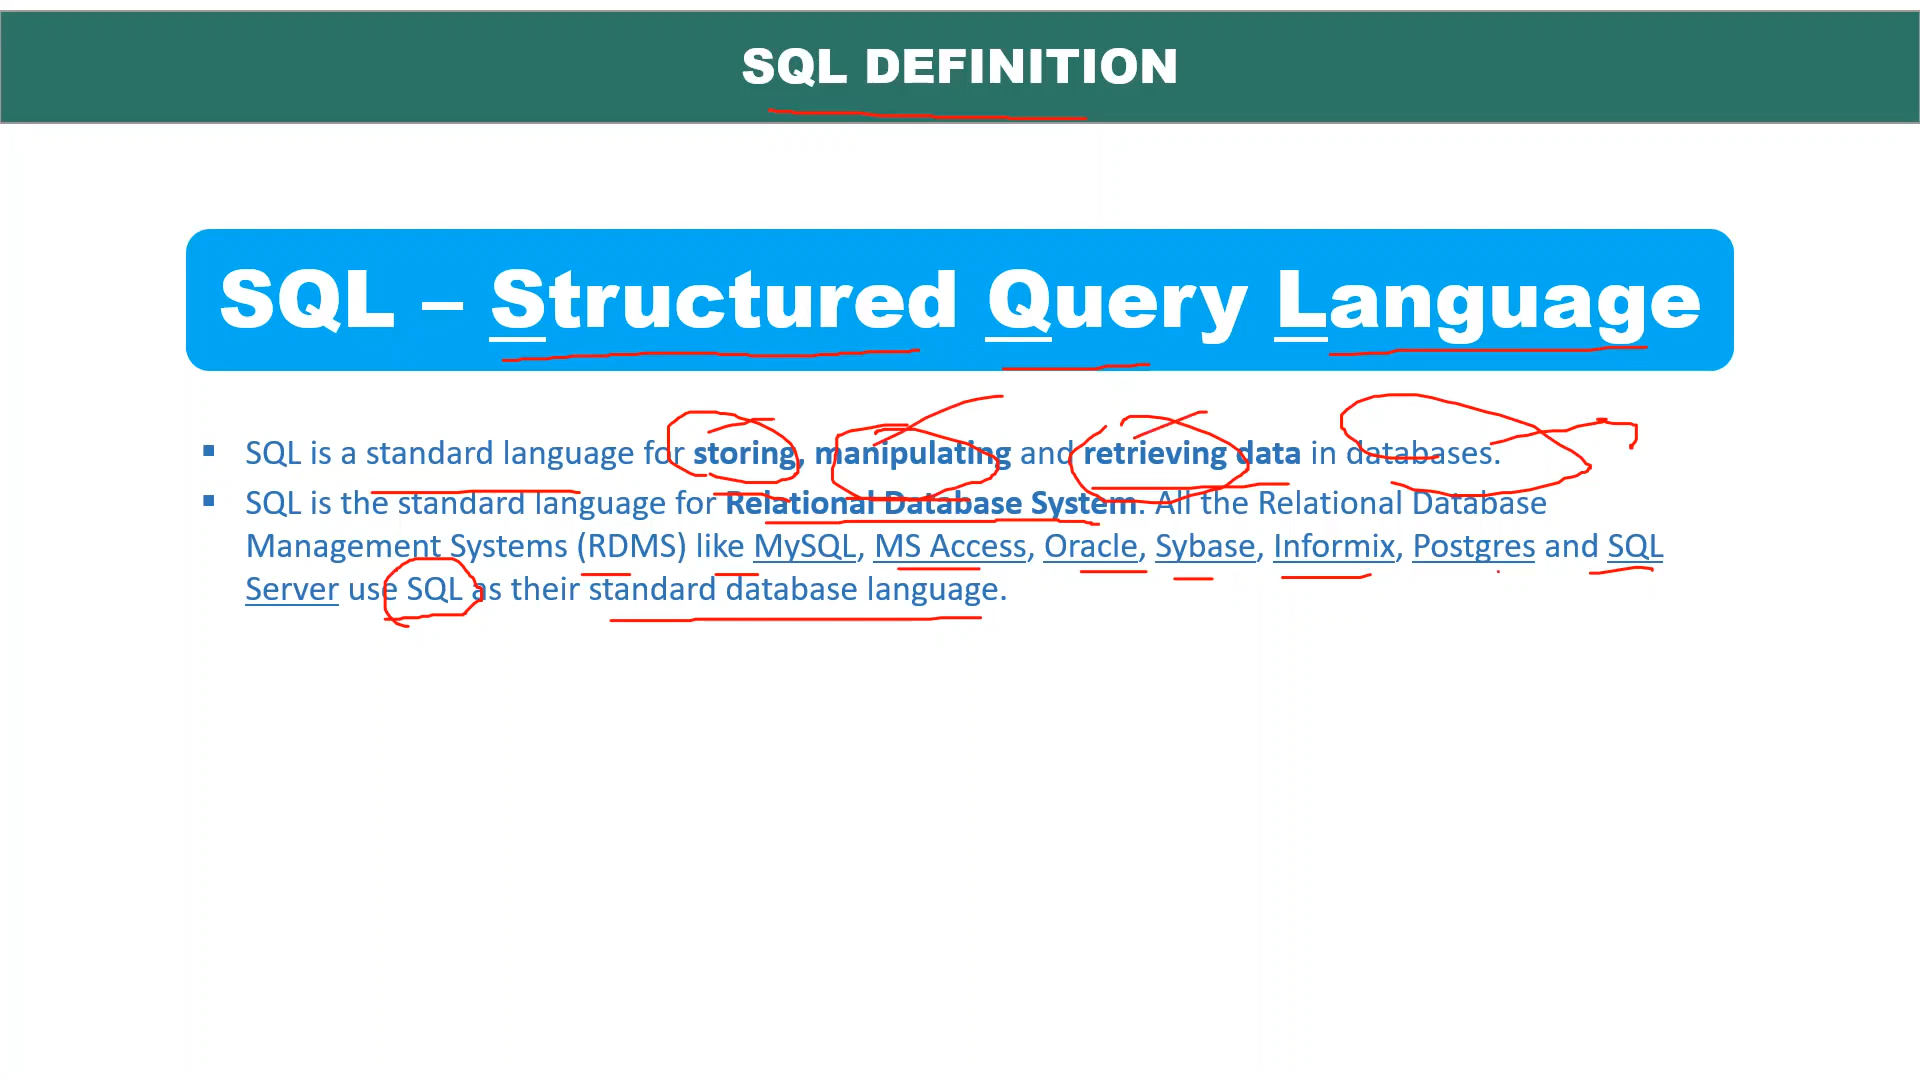 SQL DEFINITION
SQL – Structured Query Language
▪ SQL is a standard language for storing, manipulating and retrieving data in databases.
▪ SQL is the standard language for Relational Database System. All the Relational Database
Management Systems (RDMS) like MySQL, MS Access, Oracle, Sybase, Informix, Postgres and SQL
Server use SQL as their standard database language.